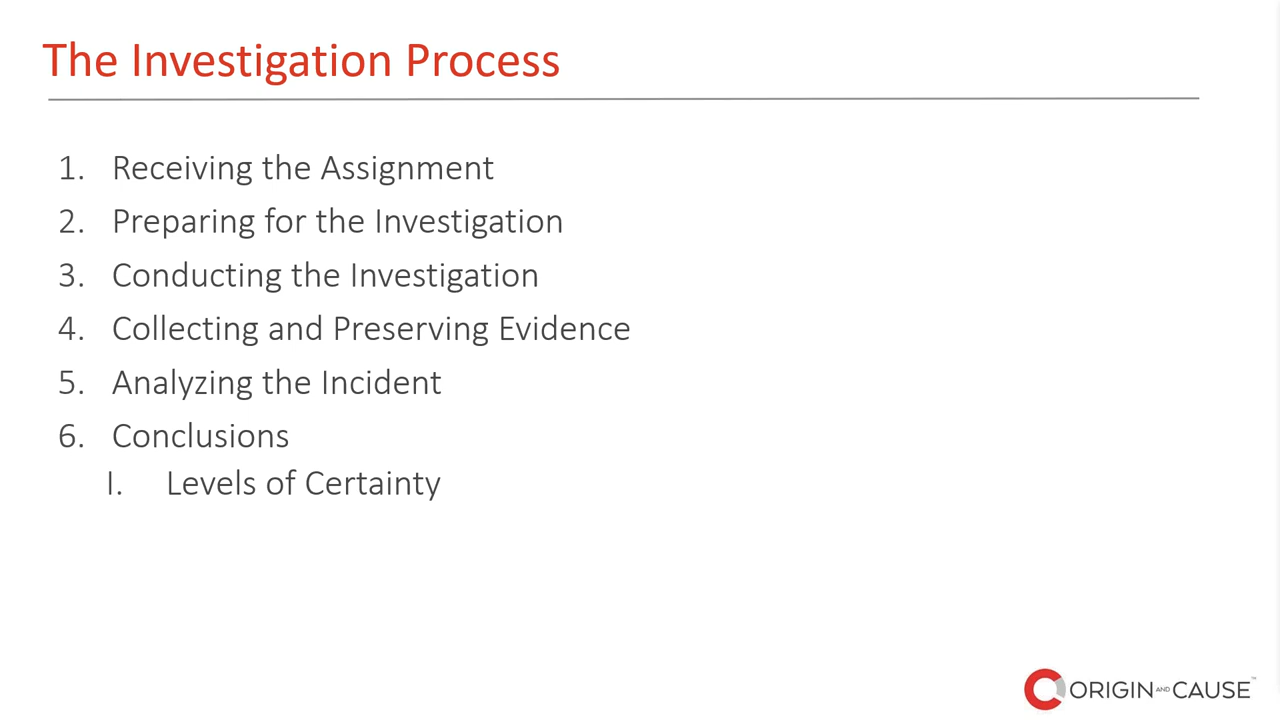 The Investigation Process
1. Receiving the Assignment
2. Preparing for the Investigation
3. Conducting the Investigation
4. Collecting and Preserving Evidence
5. Analyzing the Incident
6. Conclusions
I. Levels of Certainty
ORIGIN AND CAUSE™